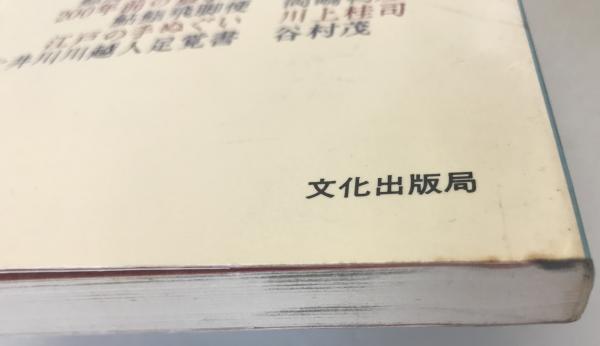 200年前の
鮎鮨飛脚便
江戸の手ぬぐい 川上桂司
井川川越人足覚書 谷村茂
文化出版局